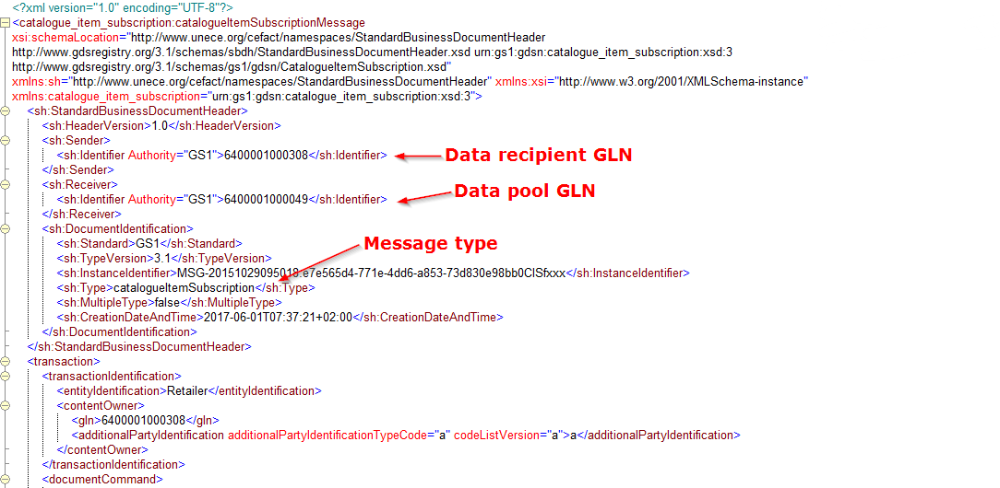 <?xml version="1.0" encoding="UTF-8"?>
<catalogue_item_subscription:catalogueItemSubscriptionMessage
xsi:schemaLocation="http://www.unece.org/cefact/namespaces/StandardBusinessDocumentHeader
http://www.gdsregistry.org/3.1/schemas/sbdh/StandardBusinessDocumentHeader.xsd urn:gs1:gdsn:catalogue_item_subscription:xsd:3
http://www.gdsregistry.org/3.1/schemas/gs1/gdsn/CatalogueItemSubscription.xsd"
xmlns:sh="http://www.unece.org/cefact/namespaces/StandardBusinessDocumentHeader" xmlns:xsi="http://www.w3.org/2001/XMLSchema-instance"
xmlns:catalogue_item_subscription="urn:gs1:gdsn:catalogue_item_subscription:xsd:3">
<sh:StandardBusinessDocumentHeader>
<sh:HeaderVersion>1.0</sh:HeaderVersion>
<sh:Sender>
<sh:Identifier Authority="GS1">6400001000308</sh:Identifier> Data recipient GLN
</sh:Sender>
<sh:Receiver>
<sh:Identifier Authority="GS1">6400001000049</sh:Identifier> Data pool GLN
</sh:Receiver>
<sh:DocumentIdentification>
<sh:Standard>GS1</sh:Standard> Message type
<sh:TypeVersion>3.1</sh:TypeVersion>
<sh:InstanceIdentifier>MSG-20151029095018:e7e565d4-771e-4dd6-a853-73d830e98bb0CISfxxx</sh:InstanceIdentifier>
<sh:Type>catalogueItemSubscription</sh:Type>
<sh:MultipleType>false</sh:MultipleType>
<sh:CreationDateAndTime>2017-06-01T07:37:21+02:00</sh:CreationDateAndTime>
</sh:DocumentIdentification>
</sh:StandardBusinessDocumentHeader>
<transaction>
<transactionIdentification>
<entityIdentification>Retailer</entityIdentification>
<contentOwner>
<gln>6400001000308</gln>
<additionalPartyIdentification additionalPartyIdentificationTypeCode="a" codeListVersion="a">a</additionalPartyIdentification>
</contentOwner>
</transactionIdentification>
<documentCommand>